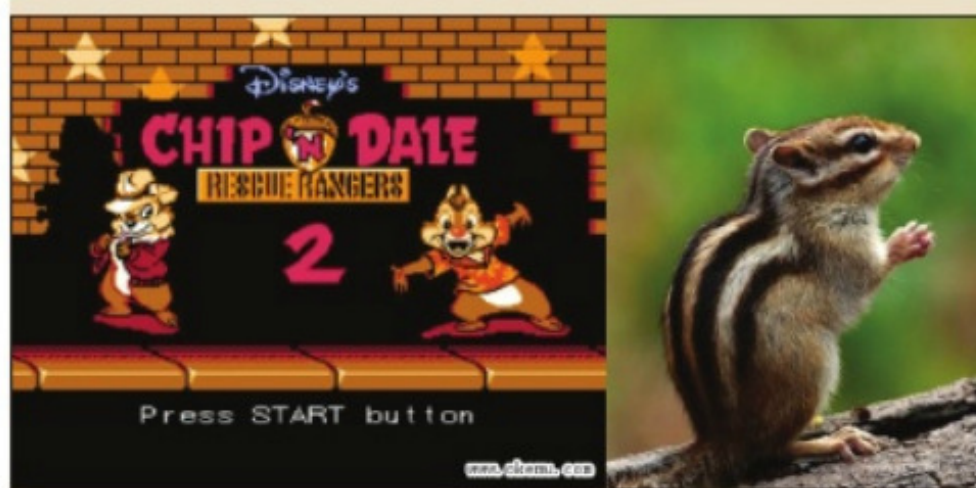 Disney's
CHIP 'N DALE
RESCUE RANGERS
2
Press START button